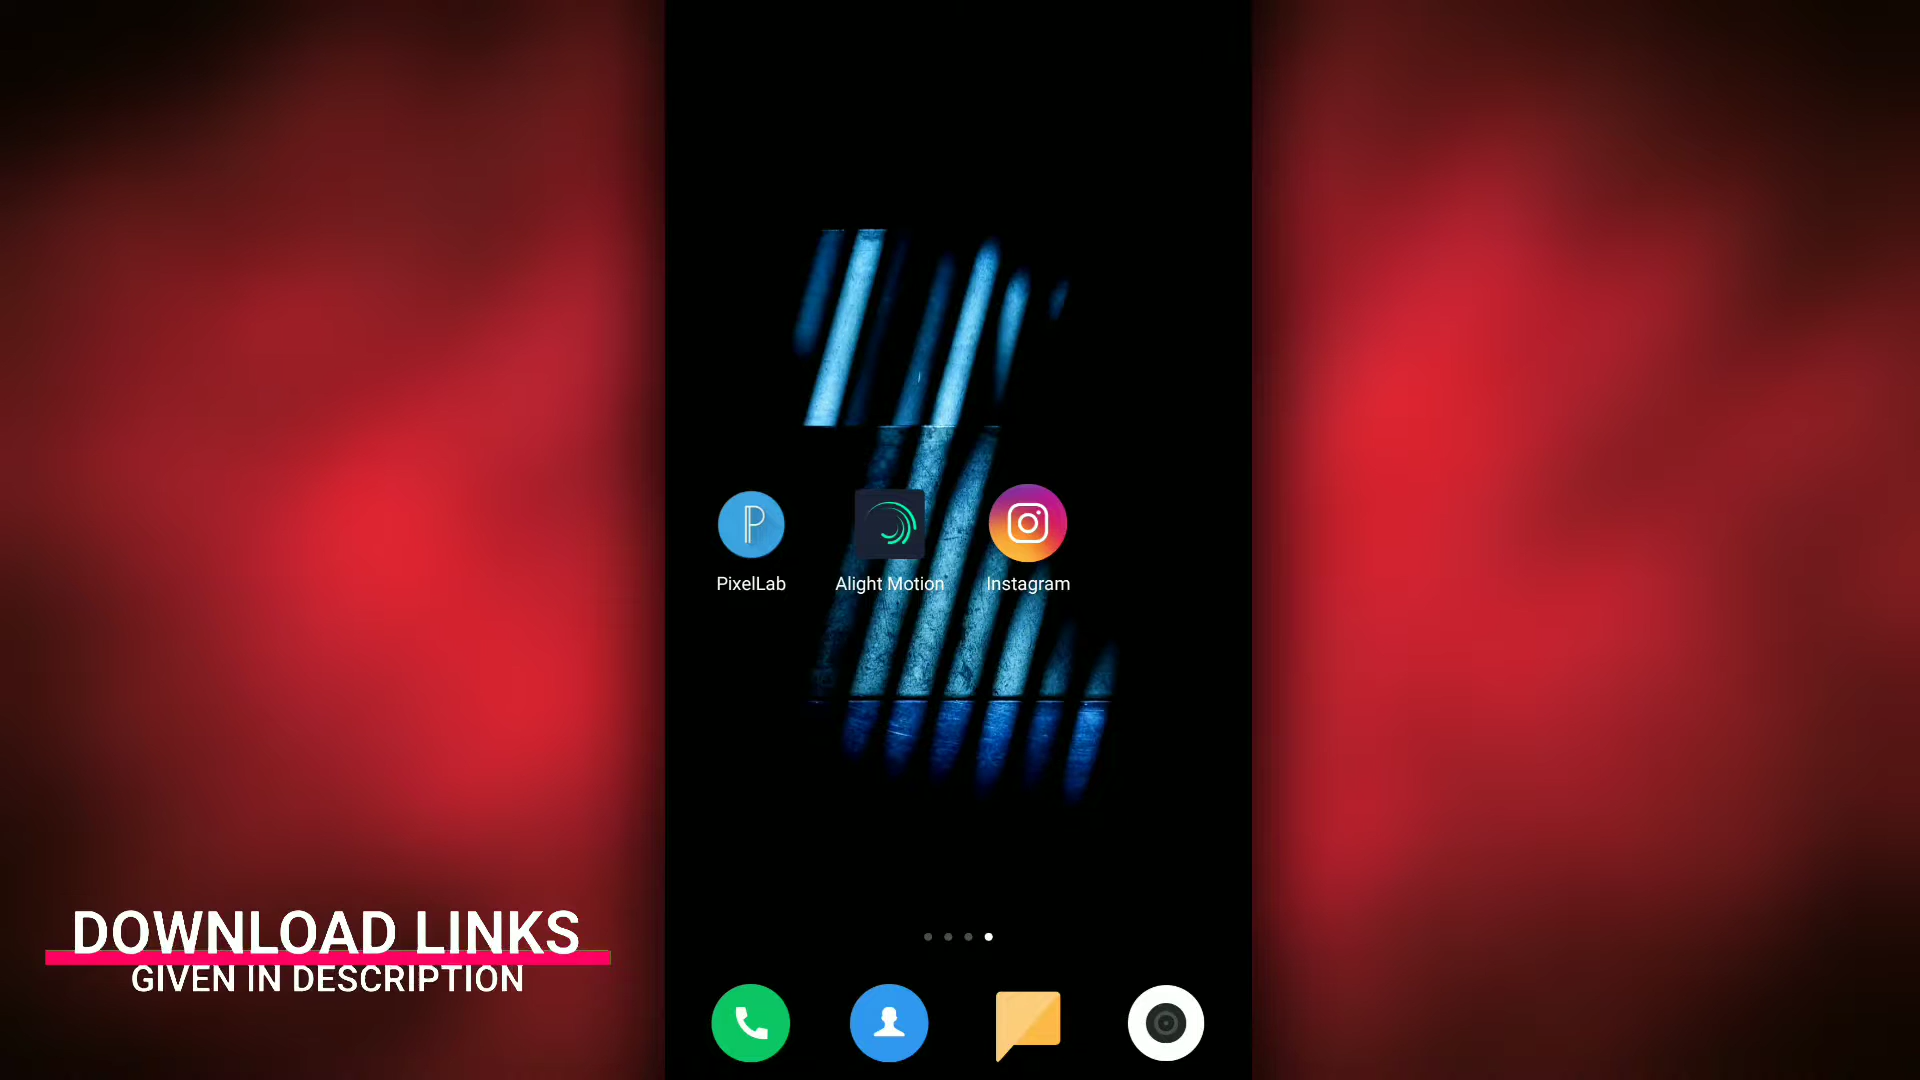 PixelLab
Alight Motion
Instagram
DOWNLOAD LINKS
GIVEN IN DESCRIPTION